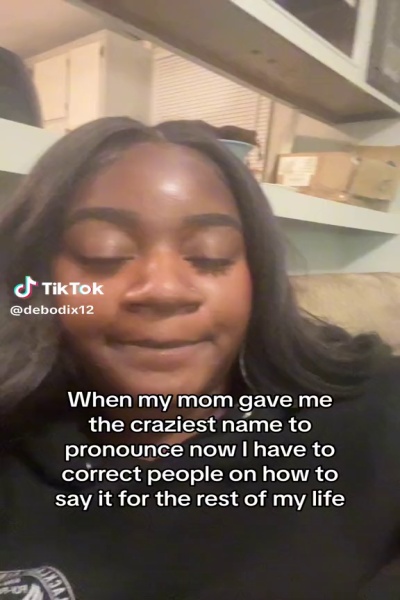 TikTok
@debodix12
When my mom gave me
the craziest name to
pronounce now I have to
correct people on how to
say it for the rest of my life